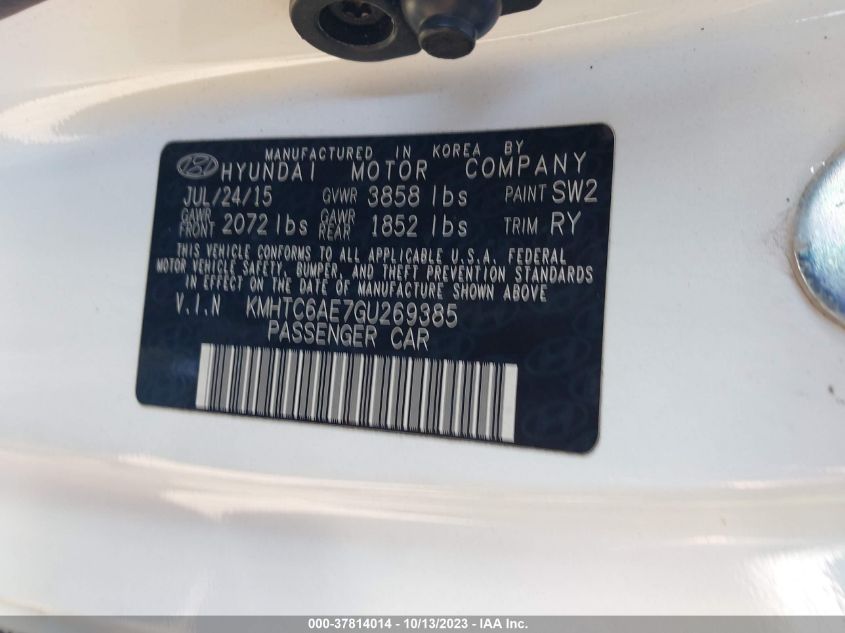 MANUFACTURED IN KOREA BY
HYUNDAI MOTOR COMPANY
JUL/24/15 GVWR 3858 lbs PAINT SW2
GAWR FRONT 2072 lbs GAWR REAR 1852 lbs TRIM RY
THIS VEHICLE CONFORMS TO ALL APPLICABLE U.S.A. FEDERAL
MOTOR VEHICLE SAFETY, BUMPER, AND THEFT PREVENTION STANDARDS
IN EFFECT ON THE DATE OF MANUFACTURE SHOWN ABOVE
V.I.N KMHTC6AE7GU269385
PASSENGER CAR
000-37814014 - 10/13/2023 - IAA Inc.